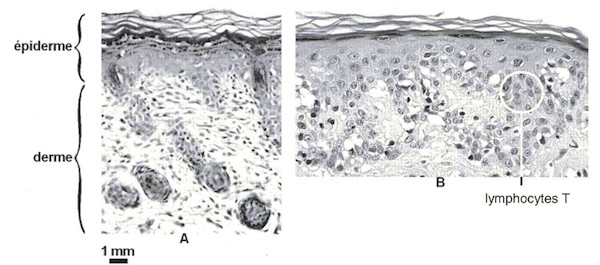 épiderme
derme
A
B
I
lymphocytes T
1 mm